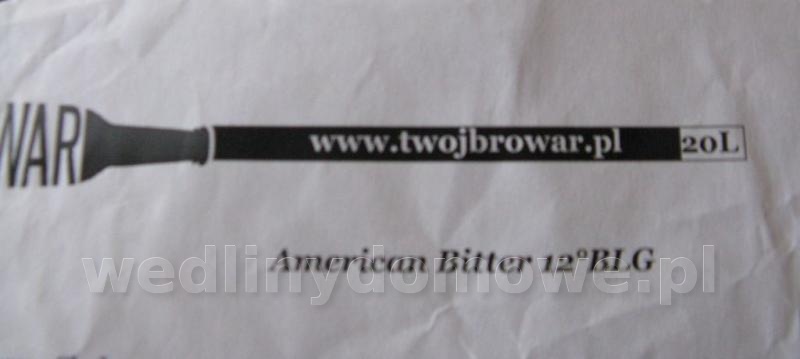 WAR www.twojbrowar.pl 20L
American Bitter 12°BLG
wedlinydomowe.pl